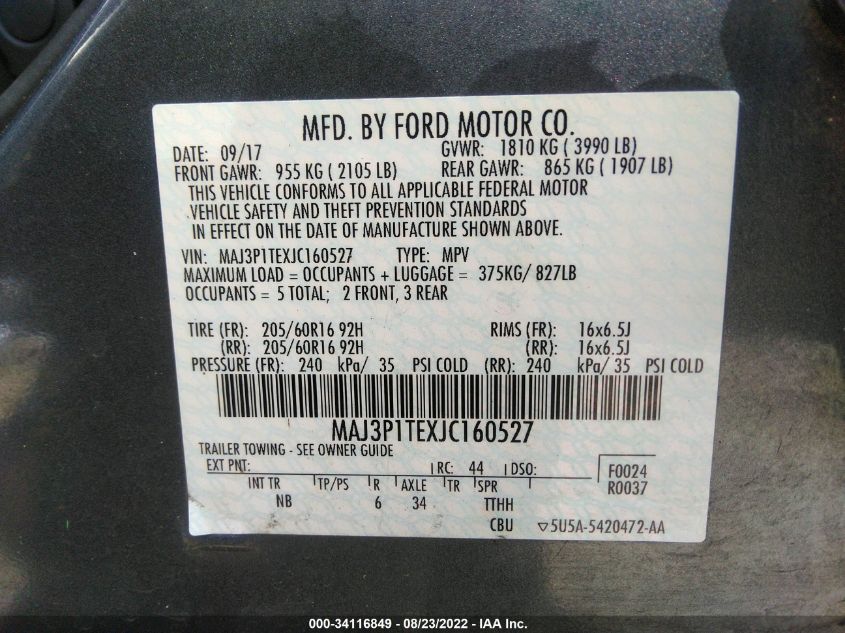 MFD. BY FORD MOTOR CO.
DATE: 09/17 GVWR: 1810 KG ( 3990 LB)
FRONT GAWR: 955 KG ( 2105 LB) REAR GAWR: 865 KG ( 1907 LB)
THIS VEHICLE CONFORMS TO ALL APPLICABLE FEDERAL MOTOR
VEHICLE SAFETY AND THEFT PREVENTION STANDARDS
IN EFFECT ON THE DATE OF MANUFACTURE SHOWN ABOVE.
VIN: MAJ3P1TEXJC160527 TYPE: MPV
MAXIMUM LOAD = OCCUPANTS + LUGGAGE = 375KG/ 827LB
OCCUPANTS = 5 TOTAL; 2 FRONT, 3 REAR
TIRE (FR): 205/60R16 92H RIMS (FR): 16x6.5J
(RR): 205/60R16 92H (RR): 16x6.5J
PRESSURE (FR): 240 kPa/ 35 PSI COLD (RR): 240 kPa/ 35 PSI COLD
MAJ3P1TEXJC160527
TRAILER TOWING - SEE OWNER GUIDE
EXT PNT: RC: 44 DSO: F0024
INT TR TP/PS R AXLE TR SPR R0037
NB 6 34 TTHH
CBU ▽5U5A-5420472-AA
000-34116849 - 08/23/2022 - IAA Inc.